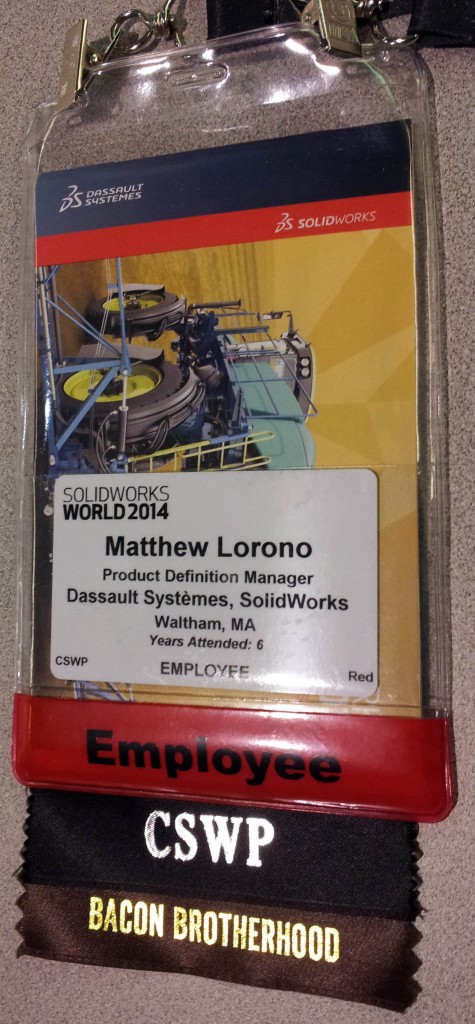 DASSAULT
SYSTEMES
SOLIDWORKS
SOLIDWORKS
WORLD 2014
Matthew Lorono
Product Definition Manager
Dassault Systèmes, SolidWorks
Waltham, MA
Years Attended: 6
CSWP EMPLOYEE Red
Employee
CSWP
BACON BROTHERHOOD